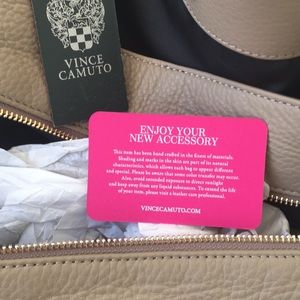 VINCE
CAMUTO
ENJOY YOUR
NEW ACCESSORY
This item has been hand crafted in the finest of materials.
Shading and marks in the skin are part of its natural
characteristics, which allows each bag to appear different
and special. Please be aware that some color transfer may occur.
Also, avoid extended exposure to direct sunlight
and keep away from any liquid substances. To extend the life
of your item, please visit a leather care professional.
VINCECAMUTO.COM